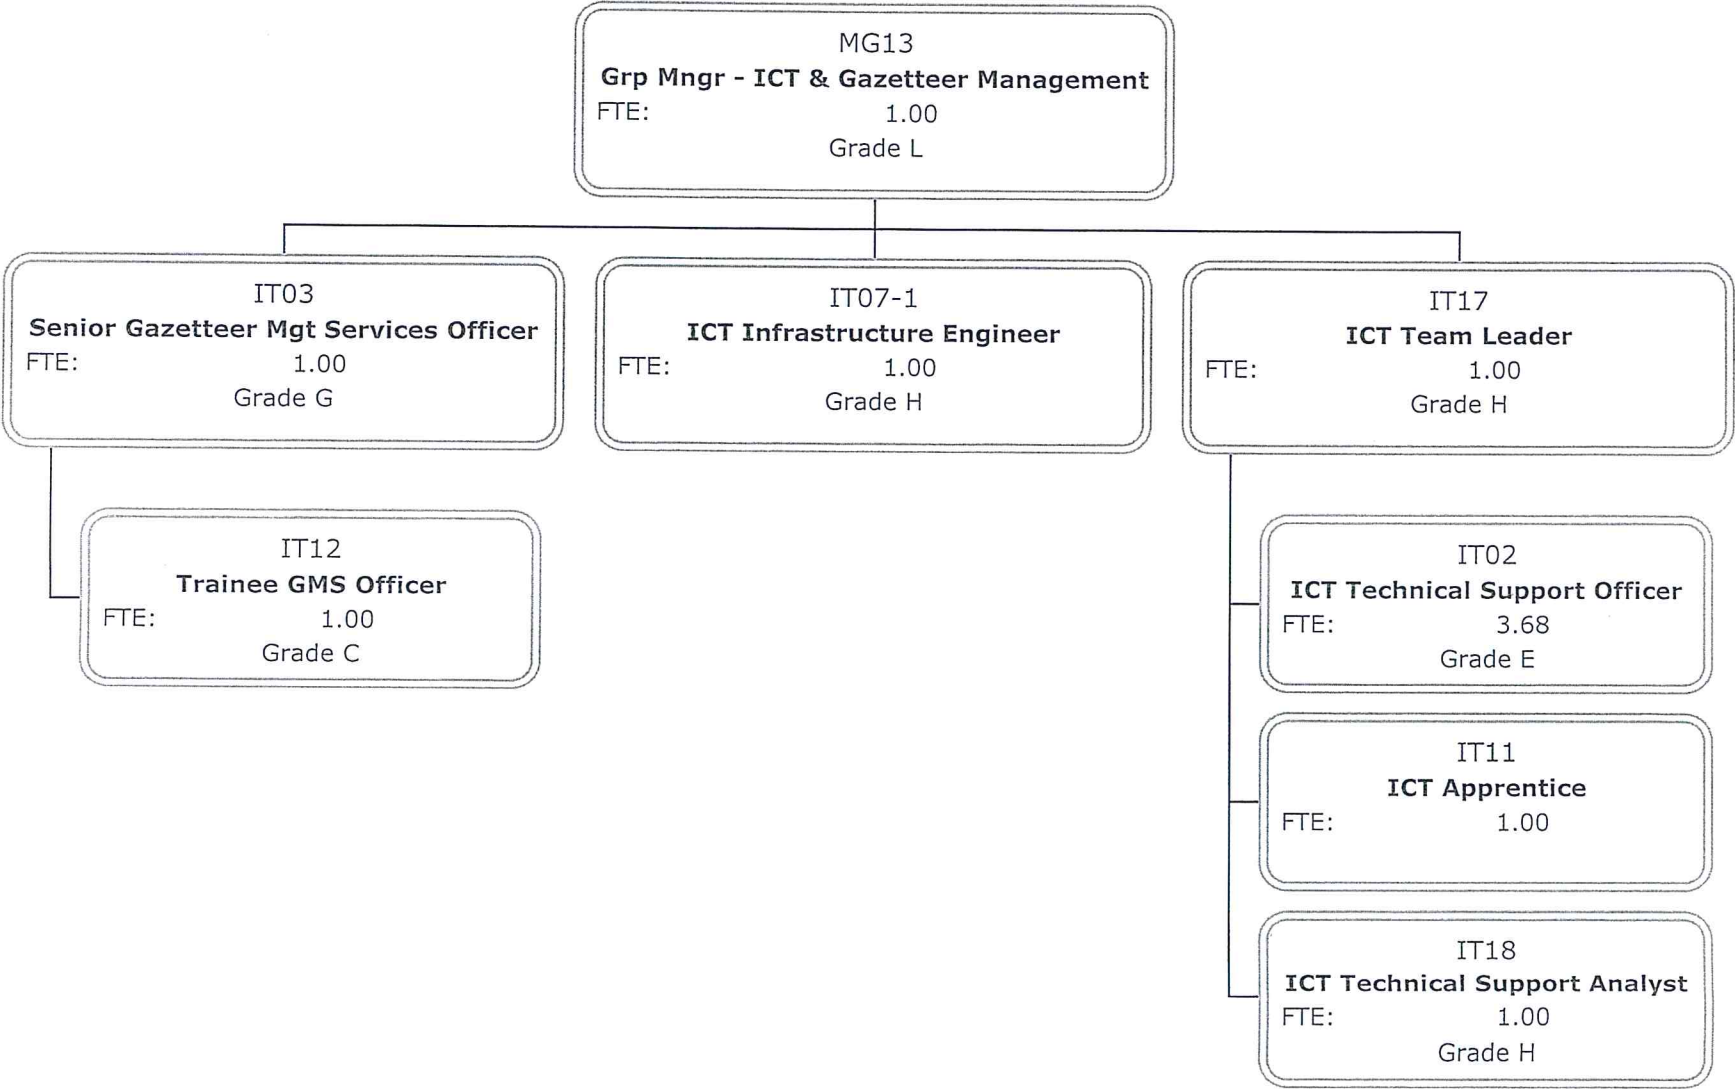 MG13
Grp Mngr - ICT & Gazetteer Management
FTE: 1.00
Grade L
IT03
Senior Gazetteer Mgt Services Officer
FTE: 1.00
Grade G
IT07-1
ICT Infrastructure Engineer
FTE: 1.00
Grade H
IT17
ICT Team Leader
FTE: 1.00
Grade H
IT12
Trainee GMS Officer
FTE: 1.00
Grade C
IT02
ICT Technical Support Officer
FTE: 3.68
Grade E
IT11
ICT Apprentice
FTE: 1.00
IT18
ICT Technical Support Analyst
FTE: 1.00
Grade H